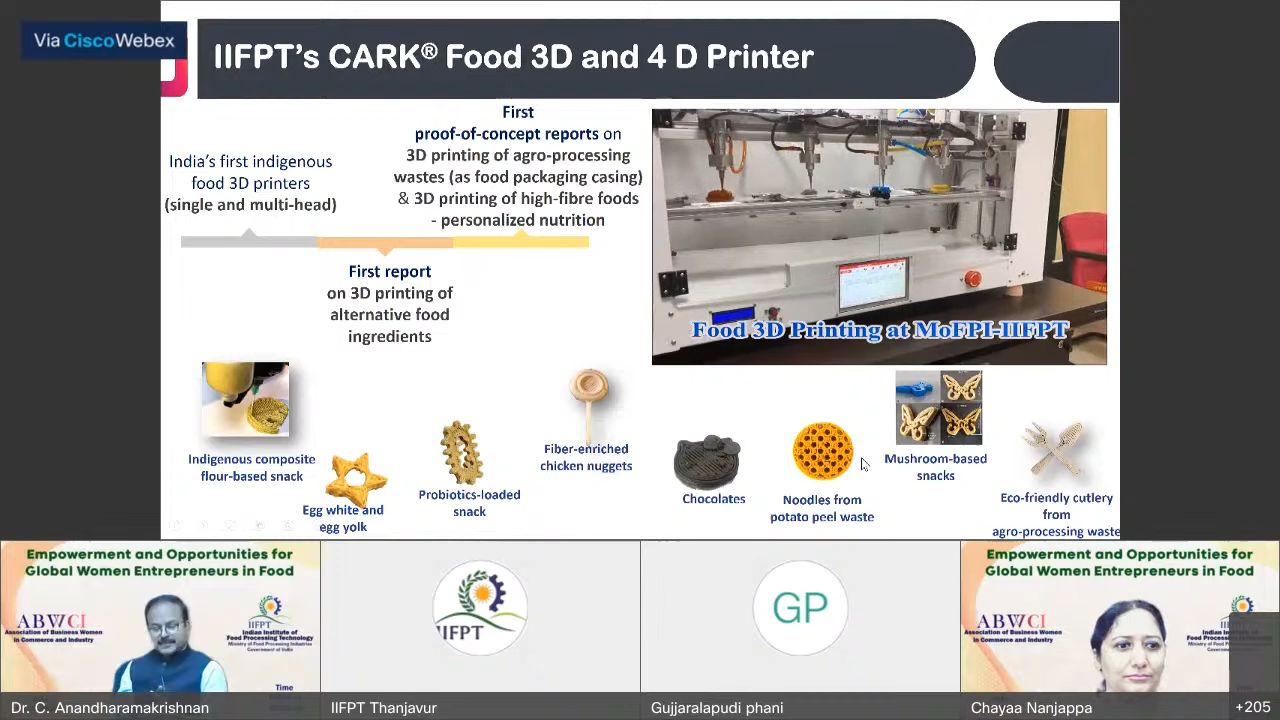 Via Cisco Webex
IIFPT's CARK® Food 3D and 4 D Printer
India's first indigenous
food 3D printers
(single and multi-head)
First
proof-of-concept reports on
3D printing of agro-processing
wastes (as food packaging casing)
& 3D printing of high-fibre foods
- personalized nutrition
First report
on 3D printing of
alternative food
ingredients
Food 3D Printing at MoFPI-IIFPT
Indigenous composite
flour-based snack
Egg white and
egg yolk
Probiotics-loaded
snack
Fiber-enriched
chicken nuggets
Chocolates
Noodles from
potato peel waste
Mushroom-based
snacks
Eco-friendly cutlery
from
agro-processing waste
Empowerment and Opportunities for
Global Women Entrepreneurs in Food
ABWCI
Association of Business Women
in Commerce and Industry
IIFPT
Indian Institute of
Food Processing Technology
Ministry of Food Processing Industries
Government of India
Time
Dr. C. Anandharamakrishnan
IIFPT
IIFPT Thanjavur
GP
Gujjaralapudi phani
Empowerment and Opportunities for
Global Women Entrepreneurs in Food
ABWCI
Association of Business Women
in Commerce and Industry
Chayaa Nanjappa
+205